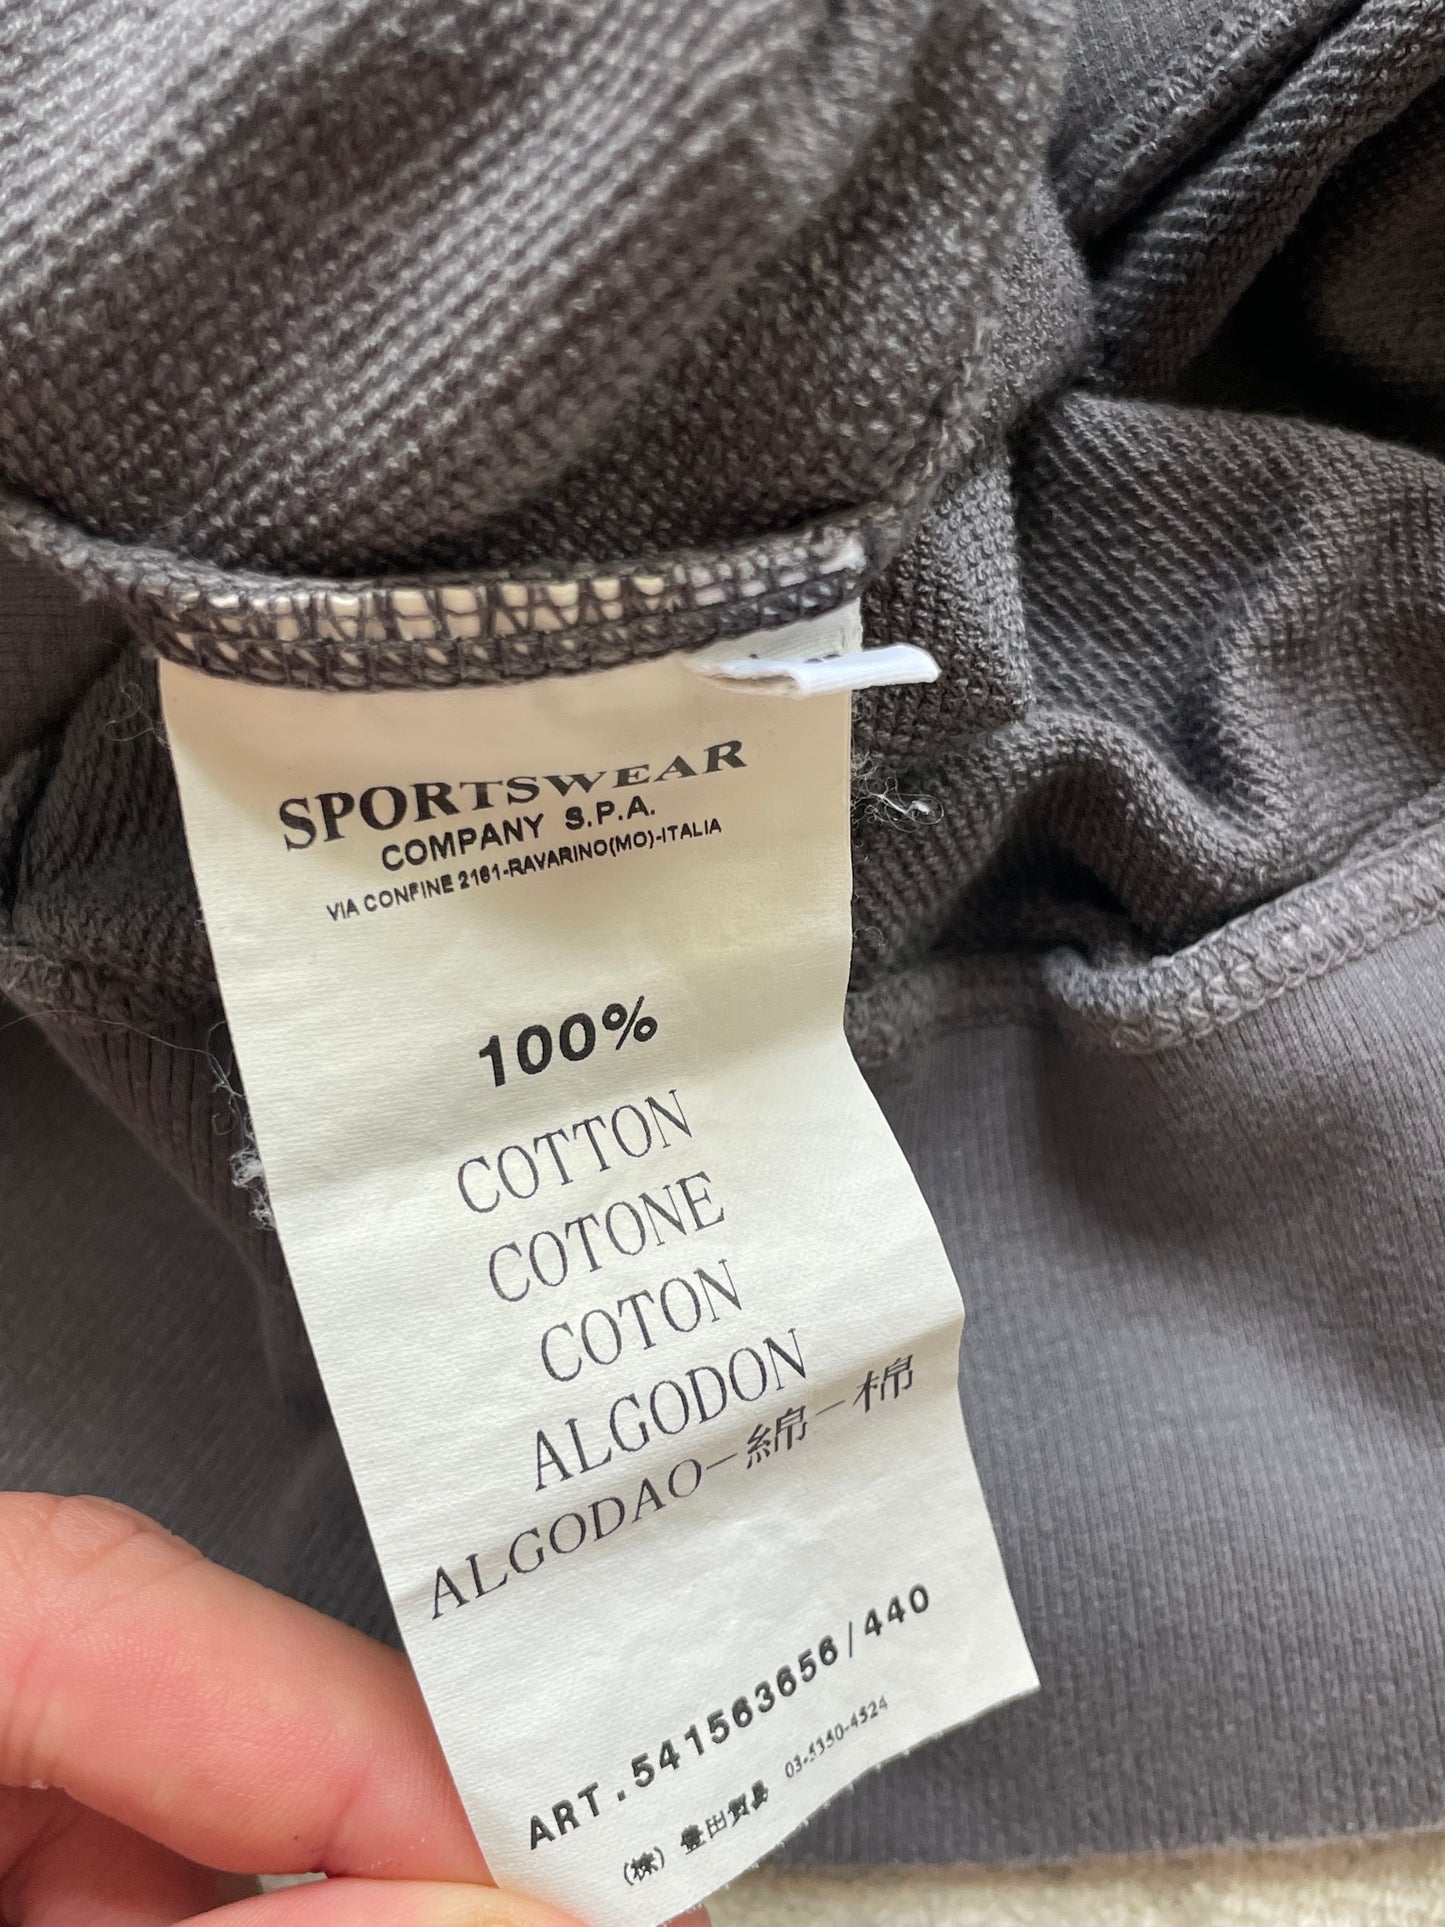 SPORTSWEAR
COMPANY S.P.A.
VIA CONFINE 2161-RAVARINO(MO)-ITALIA
100%
COTTON
COTONE
COTON
ALGODON
ALGODAO-綿-棉
ART.541563656/440
(株) 豊田貿易 03-5350-4524